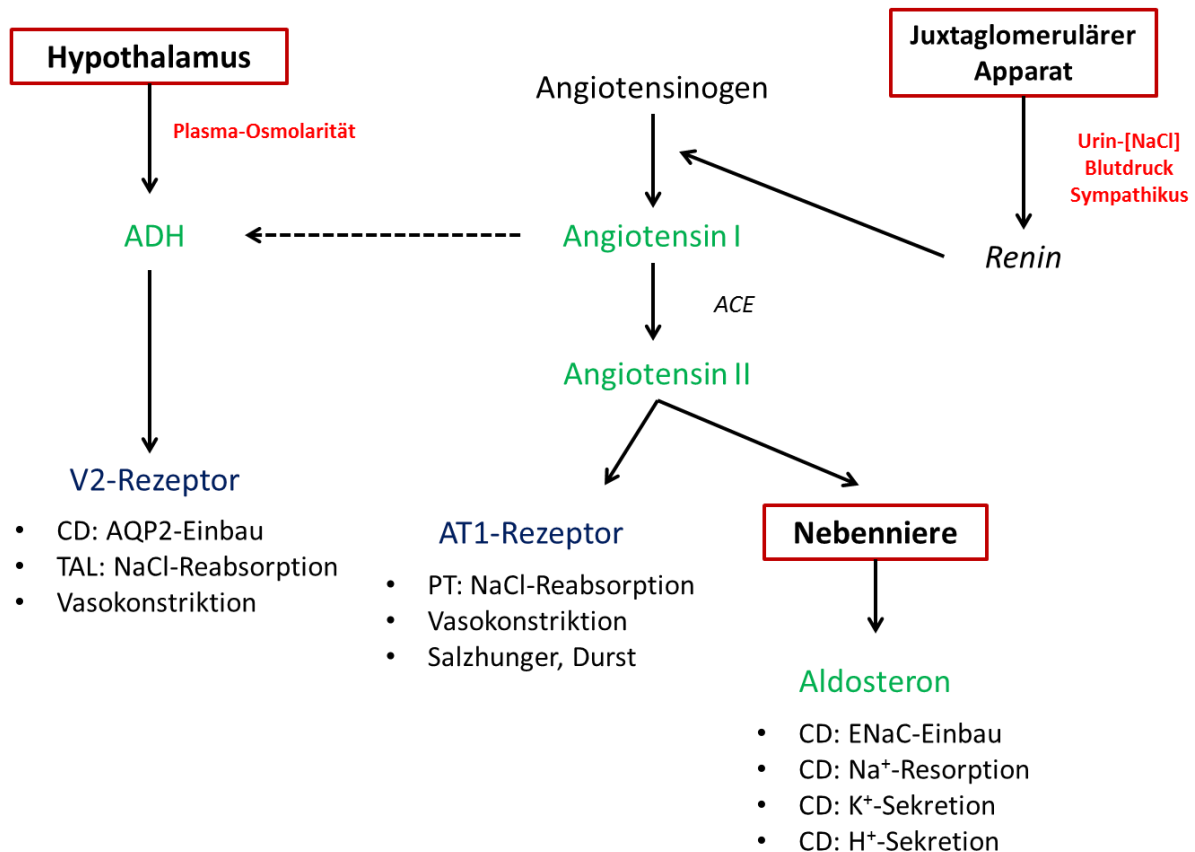 Hypothalamus
Plasma-Osmolarität
ADH
V2-Rezeptor
• CD: AQP2-Einbau
• TAL: NaCl-Reabsorption
• Vasokonstriktion
Angiotensinogen
Angiotensin I
ACE
Angiotensin II
AT1-Rezeptor
• PT: NaCl-Reabsorption
• Vasokonstriktion
• Salzhunger, Durst
Juxtaglomerulärer
Apparat
Urin-[NaCl]
Blutdruck
Sympathikus
Renin
Nebenniere
Aldosteron
• CD: ENaC-Einbau
• CD: Na⁺-Resorption
• CD: K⁺-Sekretion
• CD: H⁺-Sekretion